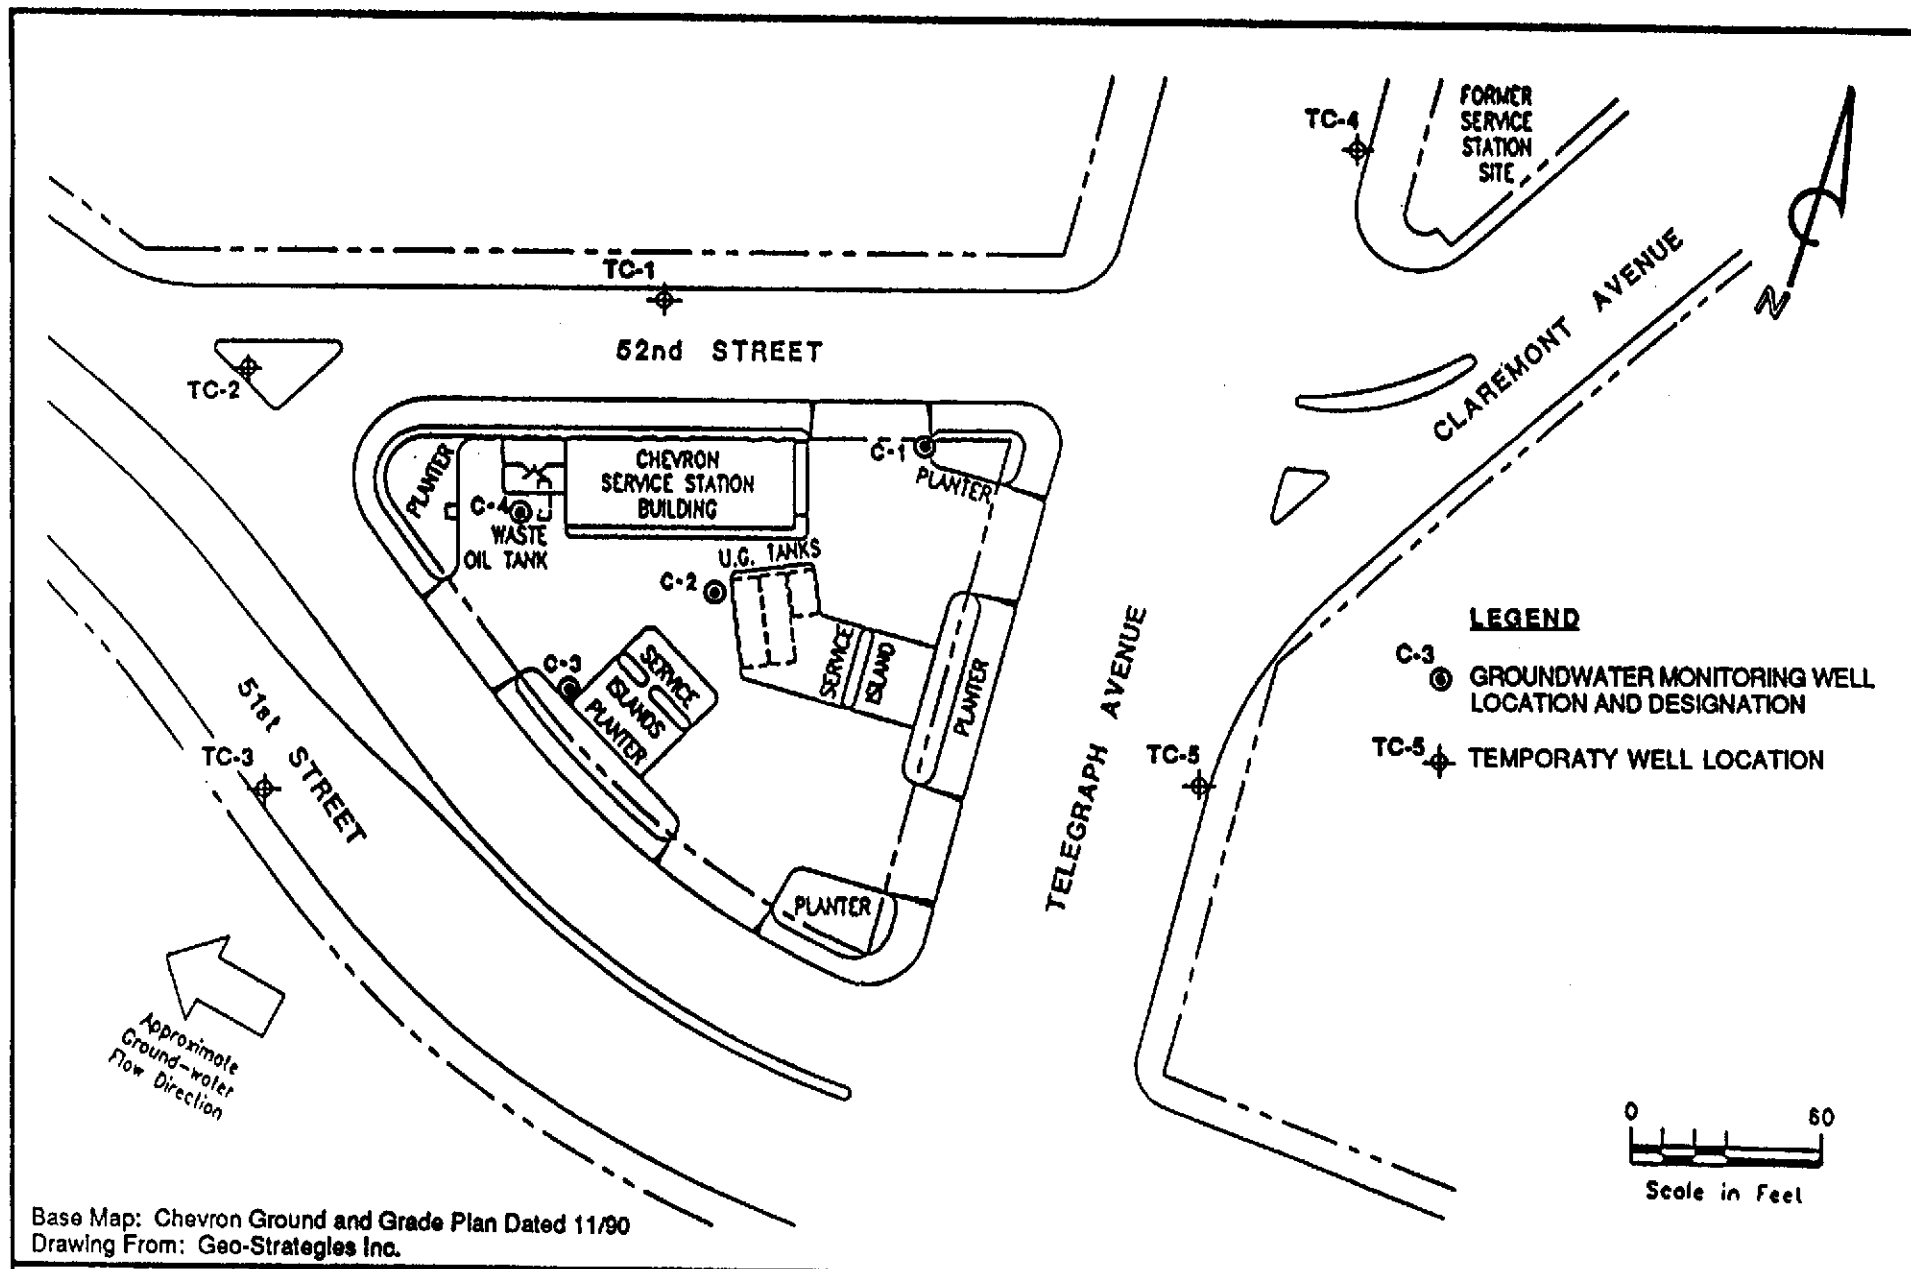 FORMER
SERVICE
STATION
SITE
TC-4
N
TC-1
52nd STREET
TC-2
CLAREMONT AVENUE
PLANTER
CHEVRON
SERVICE STATION
BUILDING
C-1
PLANTER
C-4
WASTE
OIL TANK
U.G. TANKS
C-2
C-3
SERVICE
ISLANDS
PLANTER
SERVICE
ISLAND
PLANTER
TELEGRAPH AVENUE
51st STREET
TC-3
TC-5
PLANTER
LEGEND
C-3
GROUNDWATER MONITORING WELL
LOCATION AND DESIGNATION
TC-5
TEMPORATY WELL LOCATION
Approximate
Ground-water
Flow Direction
0 60
Scale in Feet
Base Map: Chevron Ground and Grade Plan Dated 11/90
Drawing From: Geo-Strategies Inc.